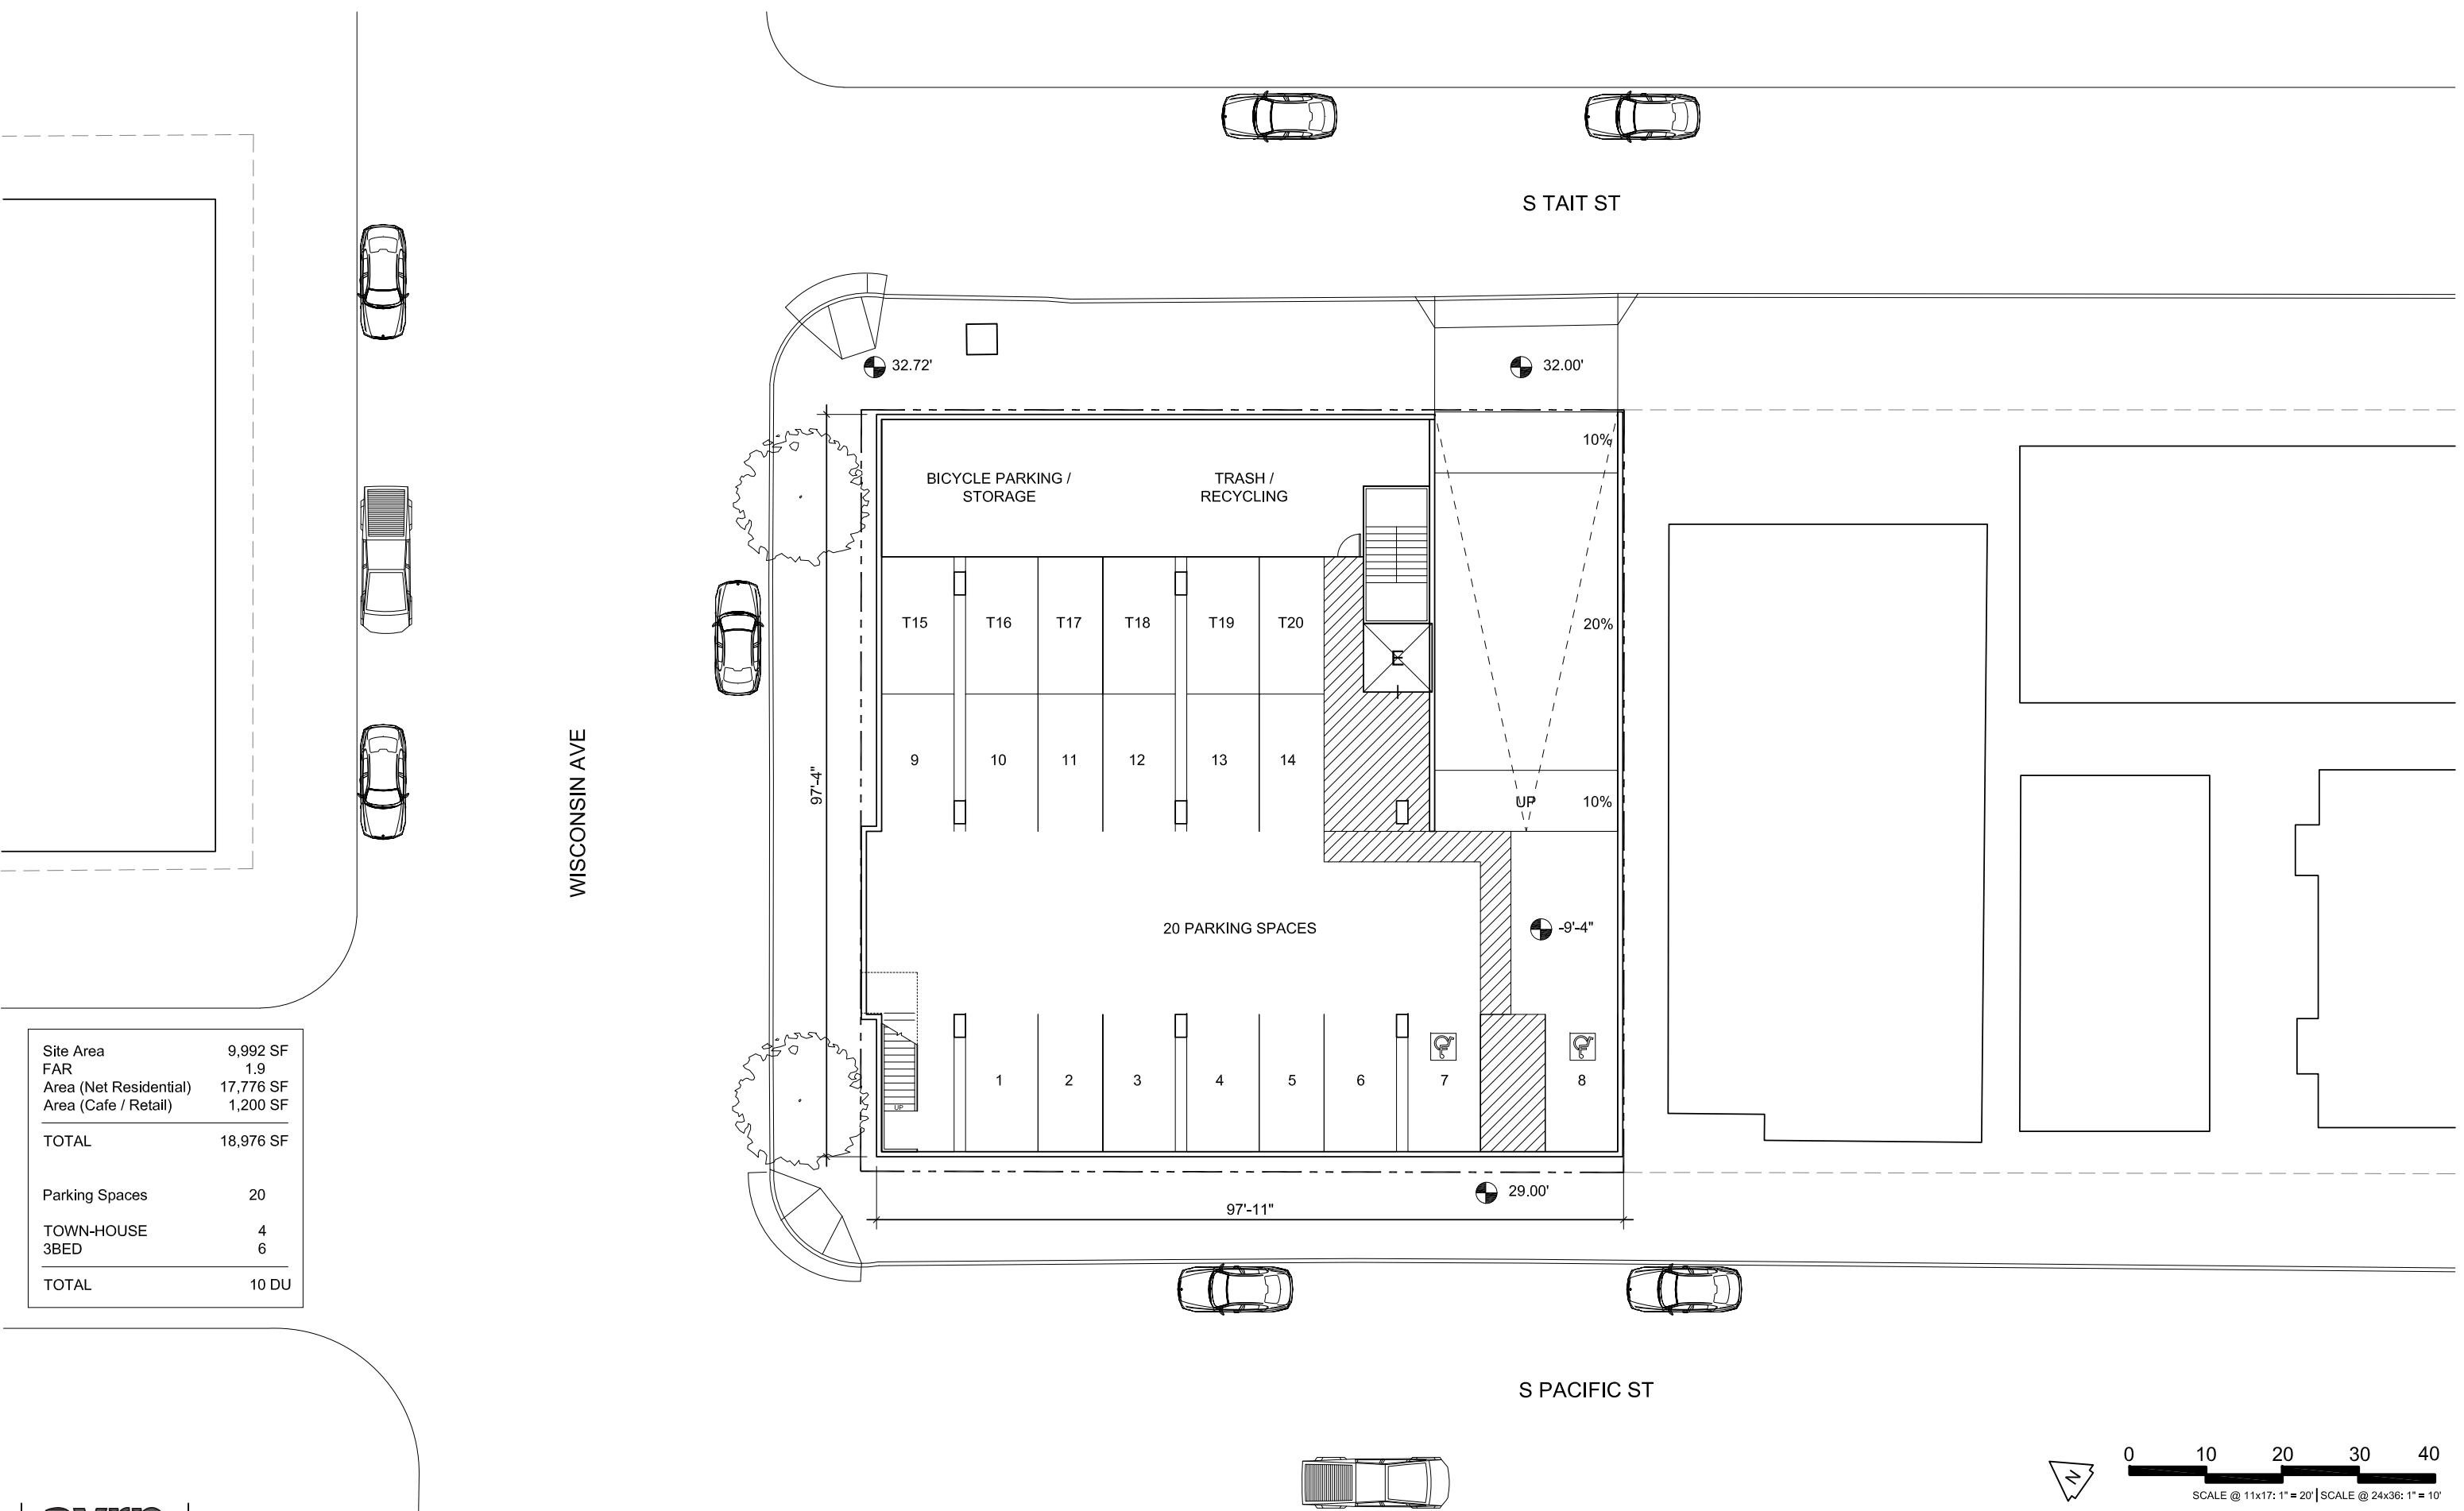 S TAIT ST
32.72'
32.00'
10%
BICYCLE PARKING /
STORAGE
TRASH /
RECYCLING
T15
T16
T17
T18
T19
T20
20%
E
WISCONSIN AVE
97'-4"
9
10
11
12
13
14
UP
10%
20 PARKING SPACES
-9'-4"
UP
1
2
3
4
5
6
7
8
29.00'
97'-11"
Site Area 9,992 SF
FAR 1.9
Area (Net Residential) 17,776 SF
Area (Cafe / Retail) 1,200 SF
TOTAL 18,976 SF
Parking Spaces 20
TOWN-HOUSE 4
3BED 6
TOTAL 10 DU
S PACIFIC ST
N
0 10 20 30 40
SCALE @ 11x17: 1" = 20' | SCALE @ 24x36: 1" = 10'